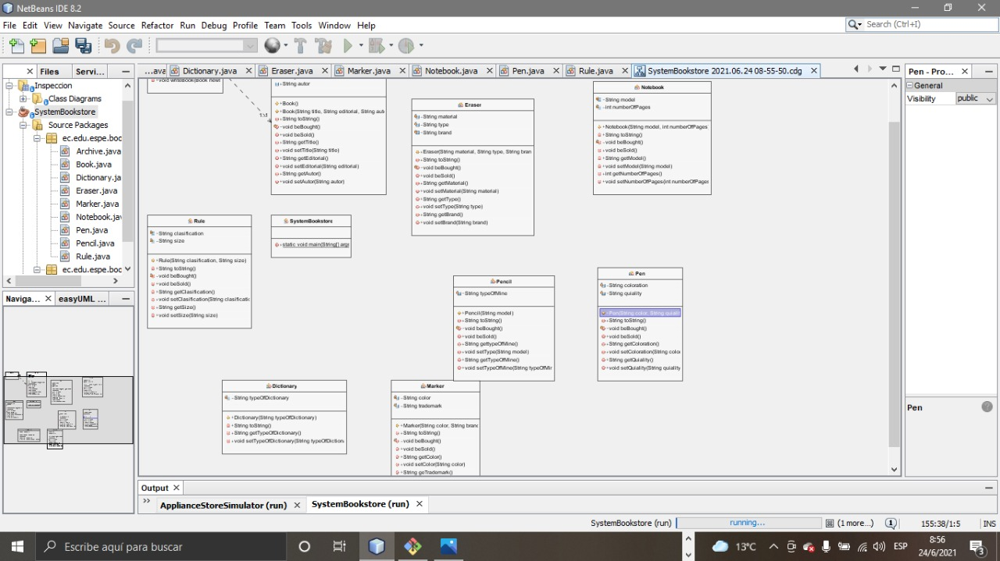 NetBeans IDE 8.2
File Edit View Navigate Source Refactor Run Debug Profile Team Tools Window Help
Search (Ctrl+I)
Files Servi...
...ava Dictionary.java Eraser.java Marker.java Notebook.java Pen.java Rule.java SystemBookstore 2021.06.24 08-55-50.cdg
Pen - Pro...
General
Visibility public
Inspeccion
Class Diagrams
SystemBookstore
Source Packages
ec.edu.espe.boo
Archive.java
Book.java
Dictionary.ja
Eraser.java
Marker.java
Notebook.jav
Pen.java
Pencil.java
Rule.java
ec.edu.espe.boo
Naviga... easyUML ...
+void writeBook(Book newB
1..1
String autor
+Book()
+Book(String title, String editorial, String auto
+String toString()
-void beBought()
+void beSold()
+String getTitle()
+void setTitle(String title)
+String getEditorial()
+void setEditorial(String editorial)
+String getAutor()
+void setAutor(String autor)
Eraser
-String material
-String type
-String brand
+Eraser(String material, String type, String bran
+String toString()
-void beBought()
+void beSold()
+String getMaterial()
+void setMaterial(String material)
+String getType()
+void setType(String type)
+String getBrand()
+void setBrand(String brand)
Notebook
-String model
-int numberOfPages
+Notebook(String model, int numberOfPages
+String toString()
-void beBought()
+void beSold()
+String getModel()
+void setModel(String model)
+int getNumberOfPages()
+void setNumberOfPages(int numberOfPages
Rule
-String clasification
-String size
+Rule(String clasification, String size)
+String toString()
-void beBought()
+void beSold()
+String getClasification()
+void setClasification(String clasificatio
+String getSize()
+void setSize(String size)
SystemBookstore
+static void main(String[] args
Pencil
-String typeOfMine
+Pencil(String model)
+String toString()
-void beBought()
+void beSold()
+String gettypeOfMine()
+void setType(String model)
+String getTypeOfMine()
+void setTypeOfMine(String typeOfMin
Pen
-String coloration
-String quiality
+Pen(String color, String quialit
+String toString()
-void beBought()
+void beSold()
+String getColoration()
+void setColoration(String color
+String getQuiality()
+void setQuiality(String quiality
Dictionary
-String typeOfDictionary
+Dictionary(String typeOfDictionary)
+String toString()
+String getTypeOfDictionary()
+void setTypeOfDictionary(String typeOfDiction
Marker
-String color
-String trademark
+Marker(String color, String brand
+String toString()
-void beBought()
+void beSold()
+String getColor()
+void setColor(String color)
+String geTrademark()
Pen
Output
ApplianceStoreSimulator (run) SystemBookstore (run)
SystemBookstore (run) running... (1 more...) 1 155:38/1:5 INS
Escribe aquí para buscar
13°C ESP 8:56
24/6/2021 3